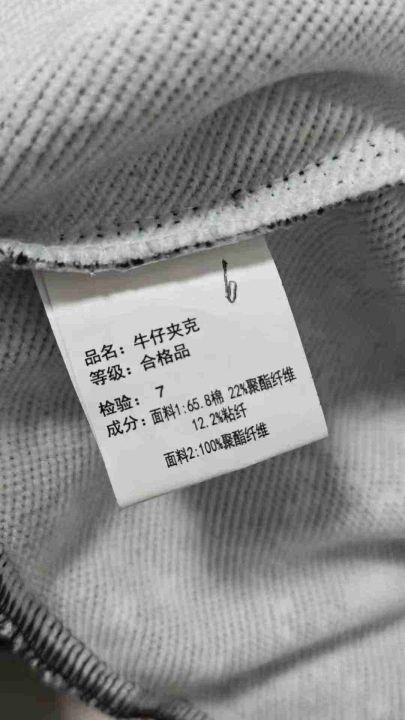 6
品名：牛仔夹克
等级：合格品
检验：7
成分：面料1:65.8棉 22%聚酯纤维
12.2%粘纤
面料2:100%聚酯纤维